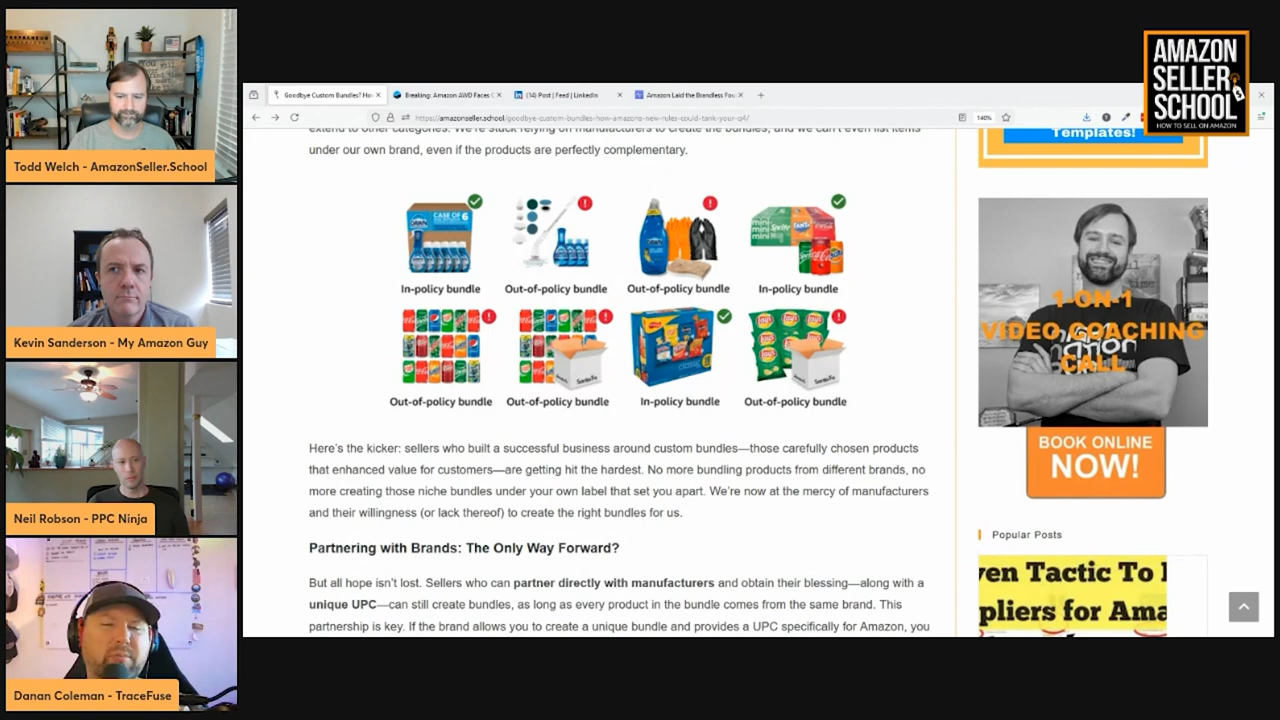 Todd Welch - AmazonSeller.School
Kevin Sanderson - My Amazon Guy
Neil Robson - PPC Ninja
Danan Coleman - TraceFuse
AMAZON
SELLER
SCHOOL
HOW TO SELL ON AMAZON
Goodbye Custom Bundles? Ho
Breaking: Amazon AWD Faces C
(14) Post | Feed | LinkedIn
Amazon Laid the Brandless Fou
https://amazonseller.school/goodbye-custom-bundles-how-amazons-new-rules-could-tank-your-q4/
140%
extend to other categories. We're stuck relying on manufacturers to create the bundles, and we can't even list items
under our own brand, even if the products are perfectly complementary.
CASE OF 6
In-policy bundle
Out-of-policy bundle
Out-of-policy bundle
In-policy bundle
Out-of-policy bundle
Out-of-policy bundle
In-policy bundle
Out-of-policy bundle
Here's the kicker: sellers who built a successful business around custom bundles—those carefully chosen products
that enhanced value for customers—are getting hit the hardest. No more bundling products from different brands, no
more creating those niche bundles under your own label that set you apart. We're now at the mercy of manufacturers
and their willingness (or lack thereof) to create the right bundles for us.
Partnering with Brands: The Only Way Forward?
But all hope isn't lost. Sellers who can partner directly with manufacturers and obtain their blessing—along with a
unique UPC—can still create bundles, as long as every product in the bundle comes from the same brand. This
partnership is key. If the brand allows you to create a unique bundle and provides a UPC specifically for Amazon, you
Templates!
1-ON-1
VIDEO COACHING
CALL
BOOK ONLINE
NOW!
Popular Posts
ven Tactic To
pliers for Ama